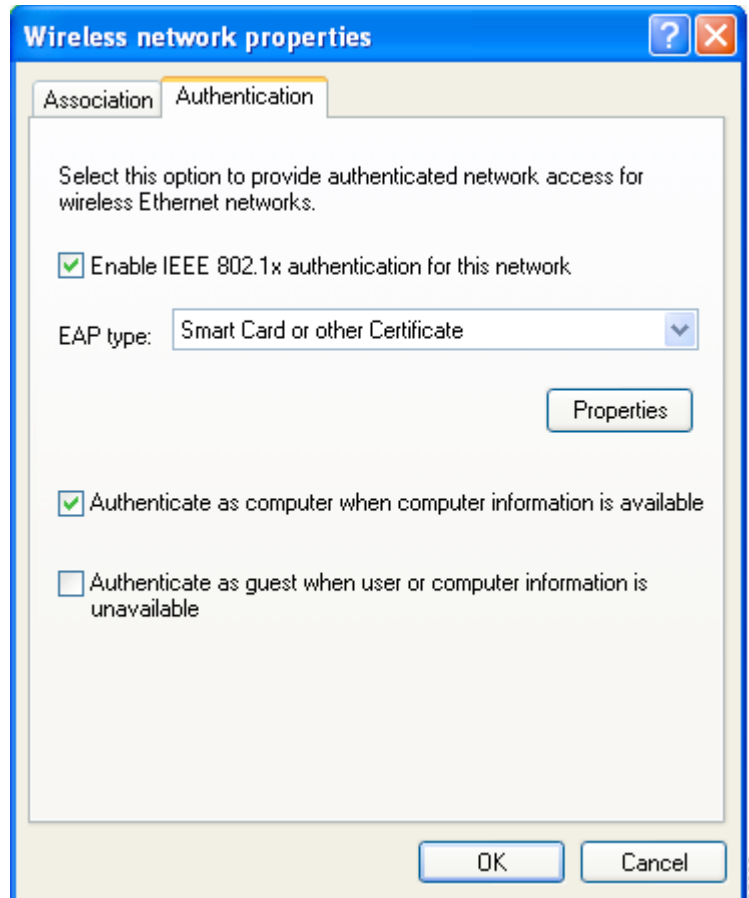 Wireless network properties
Association
Authentication
Select this option to provide authenticated network access for
wireless Ethernet networks.
Enable IEEE 802.1x authentication for this network
EAP type:
Smart Card or other Certificate
Properties
Authenticate as computer when computer information is available
Authenticate as guest when user or computer information is
unavailable
OK
Cancel